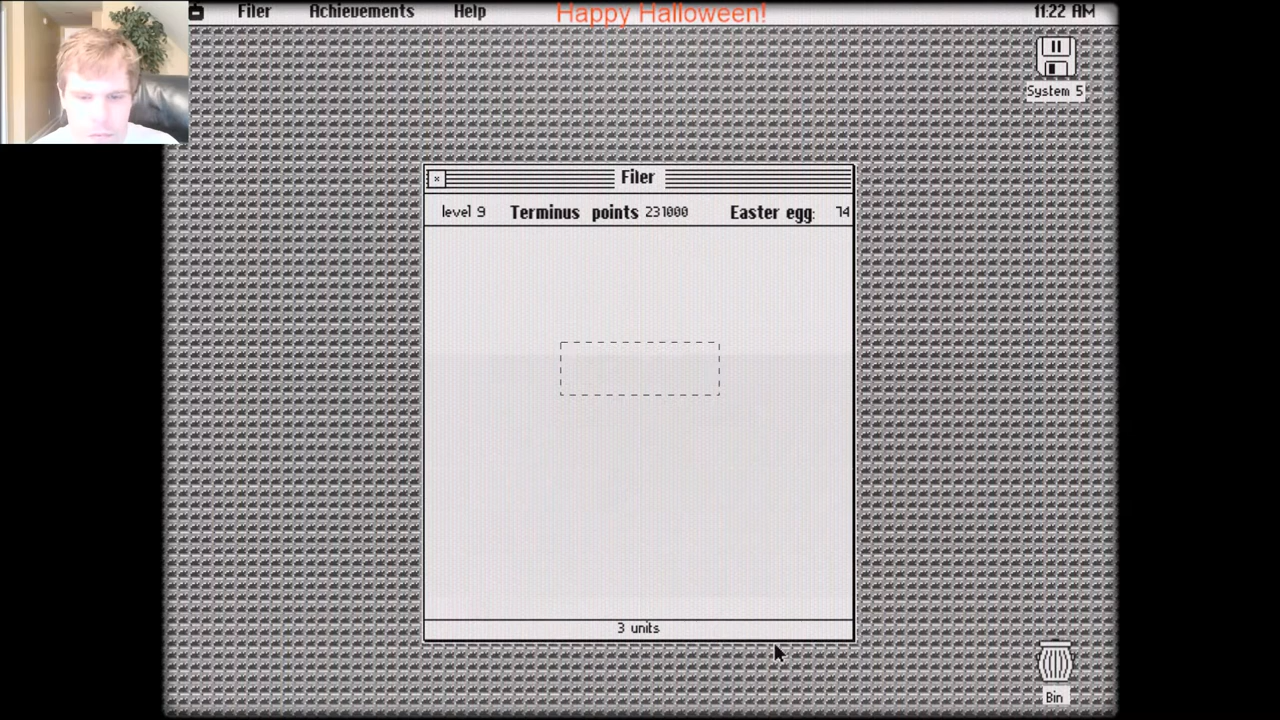 Filer Achievements Help Happy Halloween! 11:22 AM
System 5
Filer
level 9 Terminus points 231000 Easter egg: 74
3 units
Bin